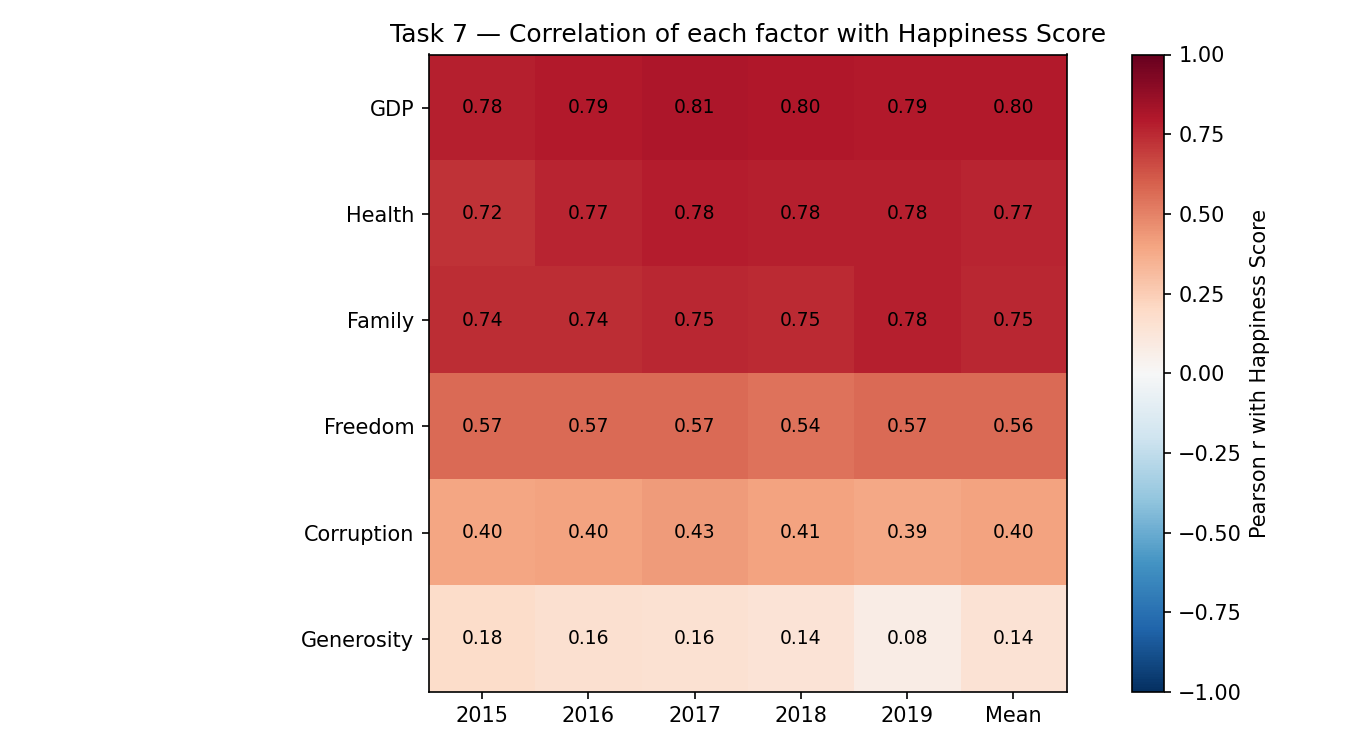 Task 7 — Correlation of each factor with Happiness Score
GDP 0.78 0.79 0.81 0.80 0.79 0.80
Health 0.72 0.77 0.78 0.78 0.78 0.77
Family 0.74 0.74 0.75 0.75 0.78 0.75
Freedom 0.57 0.57 0.57 0.54 0.57 0.56
Corruption 0.40 0.40 0.43 0.41 0.39 0.40
Generosity 0.18 0.16 0.16 0.14 0.08 0.14
2015 2016 2017 2018 2019 Mean
1.00
0.75
0.50
0.25
0.00
−0.25
−0.50
−0.75
−1.00
Pearson r with Happiness Score